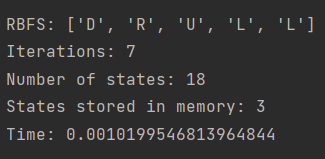 RBFS: ['D', 'R', 'U', 'L', 'L']
Iterations: 7
Number of states: 18
States stored in memory: 3
Time: 0.0010199546813964844